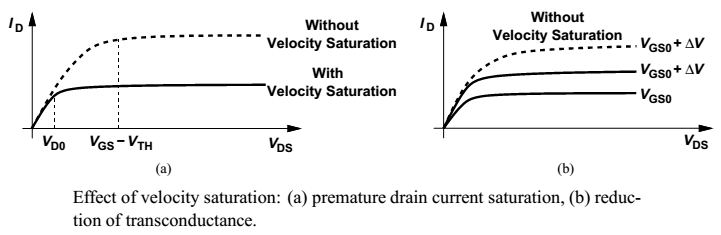 I_D
Without
Velocity Saturation
With
Velocity Saturation
V_D0
V_GS − V_TH
V_DS
(a)
I_D
Without
Velocity Saturation
V_GS0 + ΔV
V_GS0 + ΔV
V_GS0
V_DS
(b)
Effect of velocity saturation: (a) premature drain current saturation, (b) reduc-
tion of transconductance.